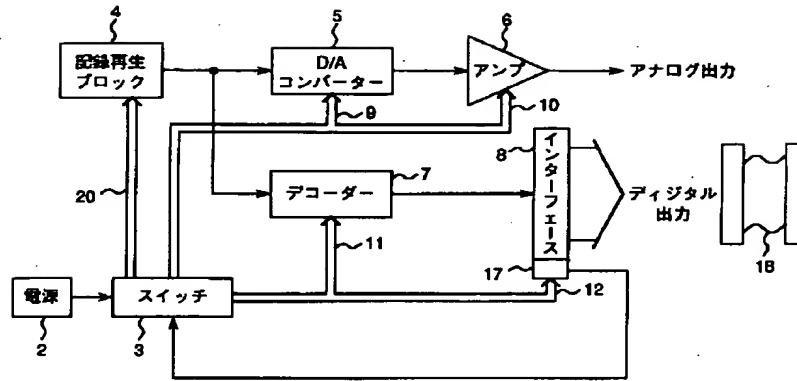 4
記録再生
ブロック
5
D/A
コンバーター
6
アンプ
アナログ出力
9
10
20
デコーダー
7
8
インターフェース
ディジタル
出力
18
11
17
12
電源
2
スイッチ
3